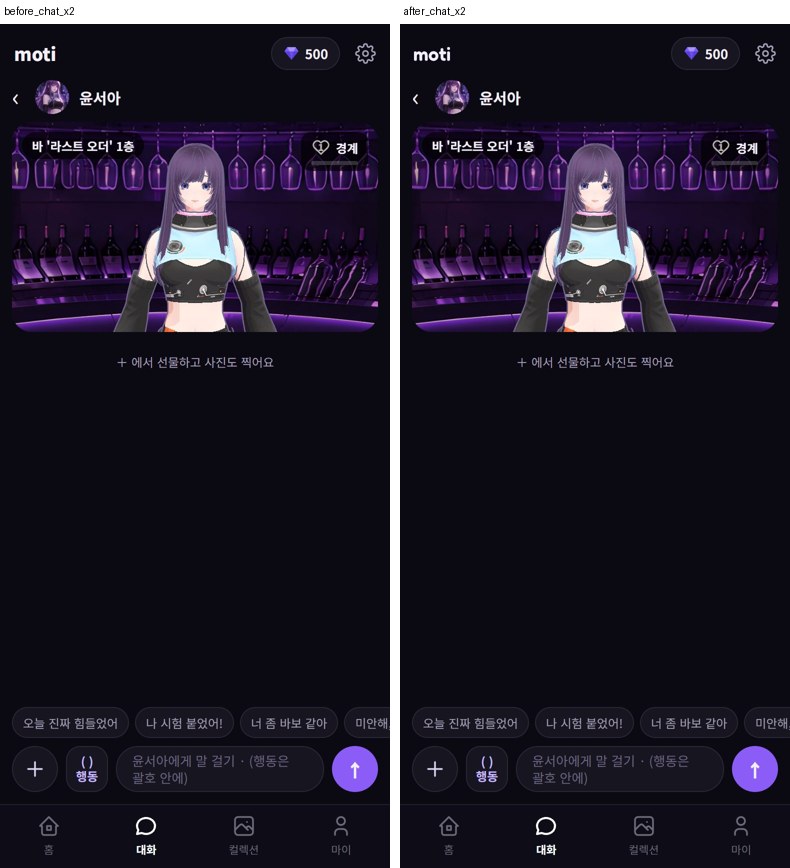 before_chat_x2
moti
500
윤서아
바 '라스트 오더' 1층
1 경계
+ 에서 선물하고 사진도 찍어요
오늘 진짜 힘들었어
나 시험 붙었어!
너 좀 바보 같아
미안해,
( )
행동
윤서아에게 말 걸기 · (행동은
괄호 안에)
홈
대화
컬렉션
마이
after_chat_x2
moti
500
윤서아
바 '라스트 오더' 1층
1 경계
+ 에서 선물하고 사진도 찍어요
오늘 진짜 힘들었어
나 시험 붙었어!
너 좀 바보 같아
미안해
( )
행동
윤서아에게 말 걸기 · (행동은
괄호 안에)
홈
대화
컬렉션
마이